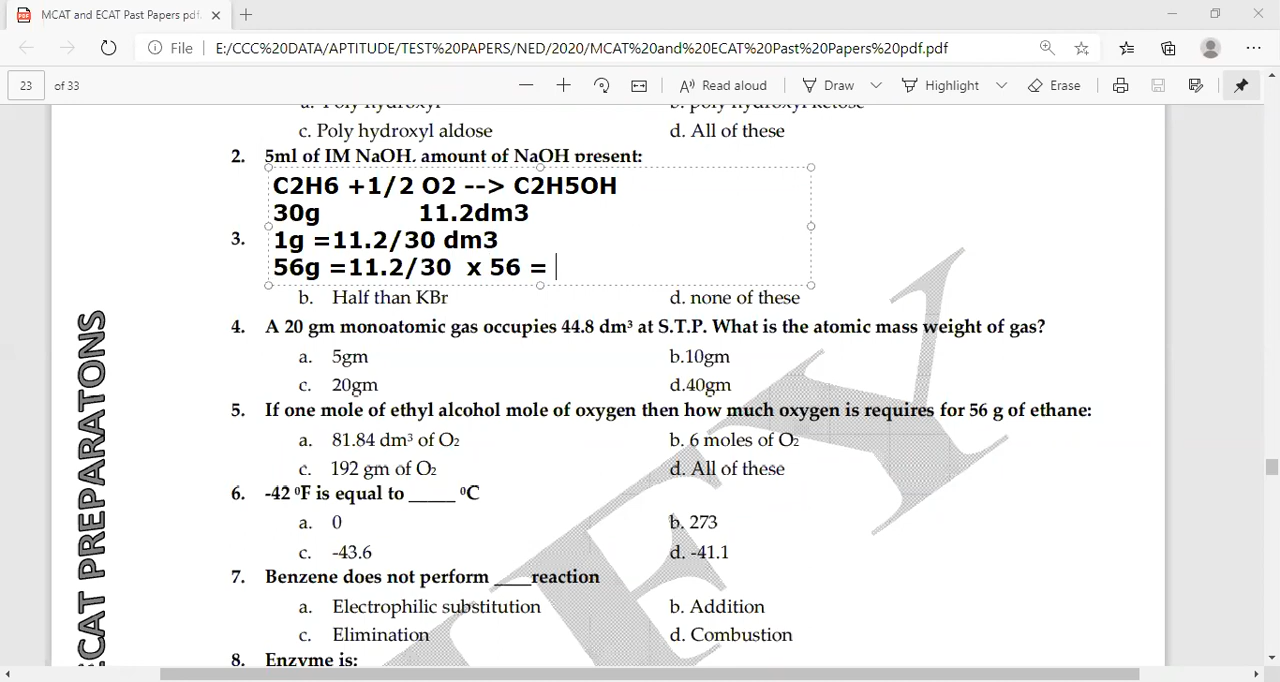 MCAT and ECAT Past Papers pdf.
File E:/CCC%20DATA/APTITUDE/TEST%20PAPERS/NED/2020/MCAT%20and%20ECAT%20Past%20Papers%20pdf.pdf
23 of 33 Read aloud Draw Highlight Erase
a. Poly hydroxyl b. poly hydroxyl ketose
c. Poly hydroxyl aldose d. All of these
2. 5ml of IM NaOH, amount of NaOH present:
C2H6 +1/2 O2 --> C2H5OH
30g 11.2dm3
3. 1g =11.2/30 dm3
56g =11.2/30 x 56 =
b. Half than KBr d. none of these
4. A 20 gm monoatomic gas occupies 44.8 dm³ at S.T.P. What is the atomic mass weight of gas?
a. 5gm b.10gm
c. 20gm d.40gm
5. If one mole of ethyl alcohol mole of oxygen then how much oxygen is requires for 56 g of ethane:
a. 81.84 dm³ of O₂ b. 6 moles of O₂
c. 192 gm of O₂ d. All of these
6. -42 ⁰F is equal to _____ ⁰C
a. 0 b. 273
c. -43.6 d. -41.1
7. Benzene does not perform ____reaction
a. Electrophilic substitution b. Addition
c. Elimination d. Combustion
8. Enzyme is:
ECAT PREPARATONS